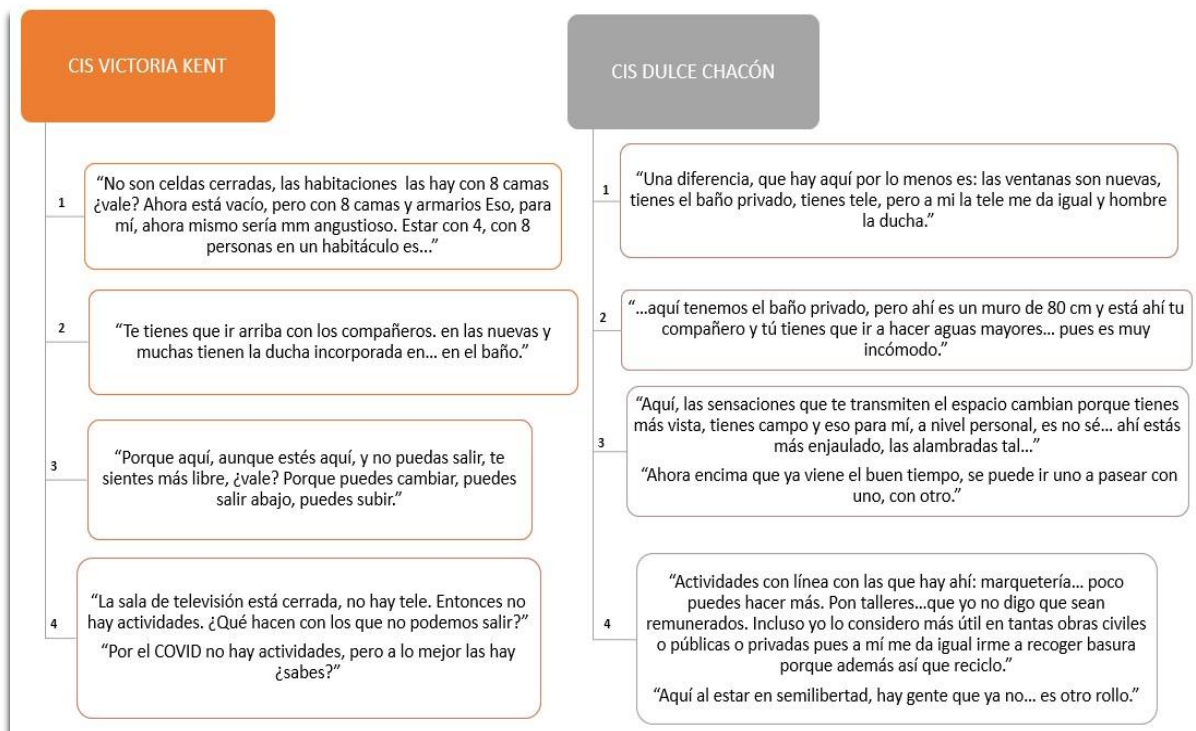 CIS VICTORIA KENT
1
“No son celdas cerradas, las habitaciones las hay con 8 camas
¿vale? Ahora está vacío, pero con 8 camas y armarios Eso, para
mí, ahora mismo sería mm angustioso. Estar con 4, con 8
personas en un habitáculo es...”
2
“Te tienes que ir arriba con los compañeros. en las nuevas y
muchas tienen la ducha incorporada en... en el baño.”
3
“Porque aquí, aunque estés aquí, y no puedas salir, te
sientes más libre, ¿vale? Porque puedes cambiar, puedes
salir abajo, puedes subir.”
4
“La sala de televisión está cerrada, no hay tele. Entonces no
hay actividades. ¿Qué hacen con los que no podemos salir?”
“Por el COVID no hay actividades, pero a lo mejor las hay
¿sabes?”
CIS DULCE CHACÓN
1
“Una diferencia, que hay aquí por lo menos es: las ventanas son nuevas,
tienes el baño privado, tienes tele, pero a mi la tele me da igual y hombre
la ducha.”
2
“...aquí tenemos el baño privado, pero ahí es un muro de 80 cm y está ahí tu
compañero y tú tienes que ir a hacer aguas mayores... pues es muy
incómodo.”
3
“Aquí, las sensaciones que te transmiten el espacio cambian porque tienes
más vista, tienes campo y eso para mí, a nivel personal, es no sé... ahí estás
más enjaulado, las alambradas tal...”
“Ahora encima que ya viene el buen tiempo, se puede ir uno a pasear con
uno, con otro.”
4
“Actividades con línea con las que hay ahí: marquetería... poco
puedes hacer más. Pon talleres...que yo no digo que sean
remunerados. Incluso yo lo considero más útil en tantas obras civiles
o públicas o privadas pues a mí me da igual irme a recoger basura
porque además así que reciclo.”
“Aquí al estar en semilibertad, hay gente que ya no... es otro rollo.”